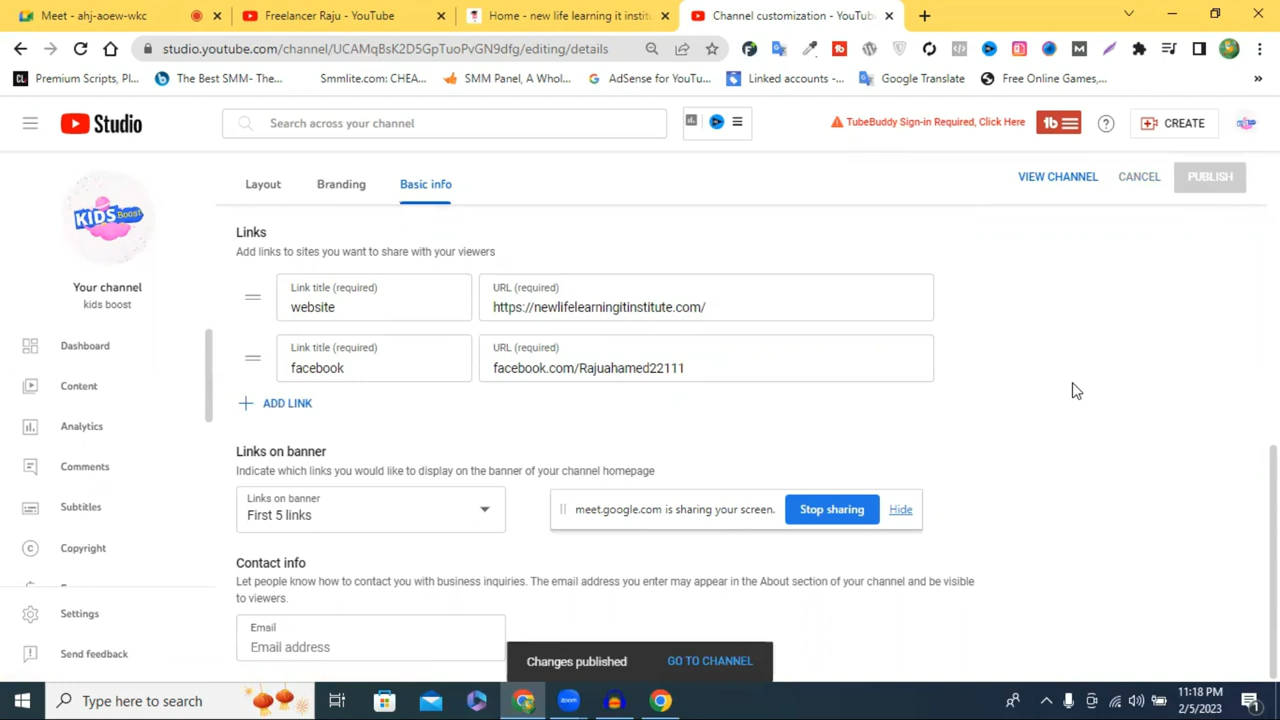 Meet - ahj-aoew-wkc
Freelancer Raju - YouTube
Home - new life learning it instit
Channel customization - YouTub
studio.youtube.com/channel/UCAMqBsK2D5GpTuoPvGN9dfg/editing/details
Premium Scripts, Pl...
The Best SMM- The...
Smmlite.com: CHEA...
SMM Panel, A Whol...
AdSense for YouTu...
Linked accounts -...
Google Translate
Free Online Games,...
Studio
Search across your channel
TubeBuddy Sign-in Required, Click Here
CREATE
KIDS Boost
Your channel
kids boost
Dashboard
Content
Analytics
Comments
Subtitles
Copyright
Settings
Send feedback
Layout
Branding
Basic info
VIEW CHANNEL
CANCEL
PUBLISH
Links
Add links to sites you want to share with your viewers
Link title (required)
website
URL (required)
https://newlifelearningitinstitute.com/
Link title (required)
facebook
URL (required)
facebook.com/Rajuahamed22111
ADD LINK
Links on banner
Indicate which links you would like to display on the banner of your channel homepage
Links on banner
First 5 links
meet.google.com is sharing your screen.
Stop sharing
Hide
Contact info
Let people know how to contact you with business inquiries. The email address you enter may appear in the About section of your channel and be visible
to viewers.
Email
Email address
Changes published
GO TO CHANNEL
Type here to search
zoom
11:18 PM
2/5/2023